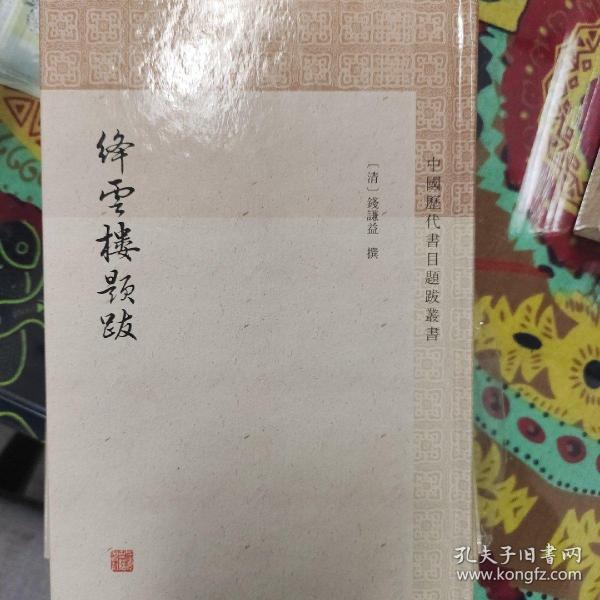 中國歷代書目題跋叢書
〔清〕錢謙益 撰
絳雲樓題跋
孔夫子旧书网
www.kongfz.com